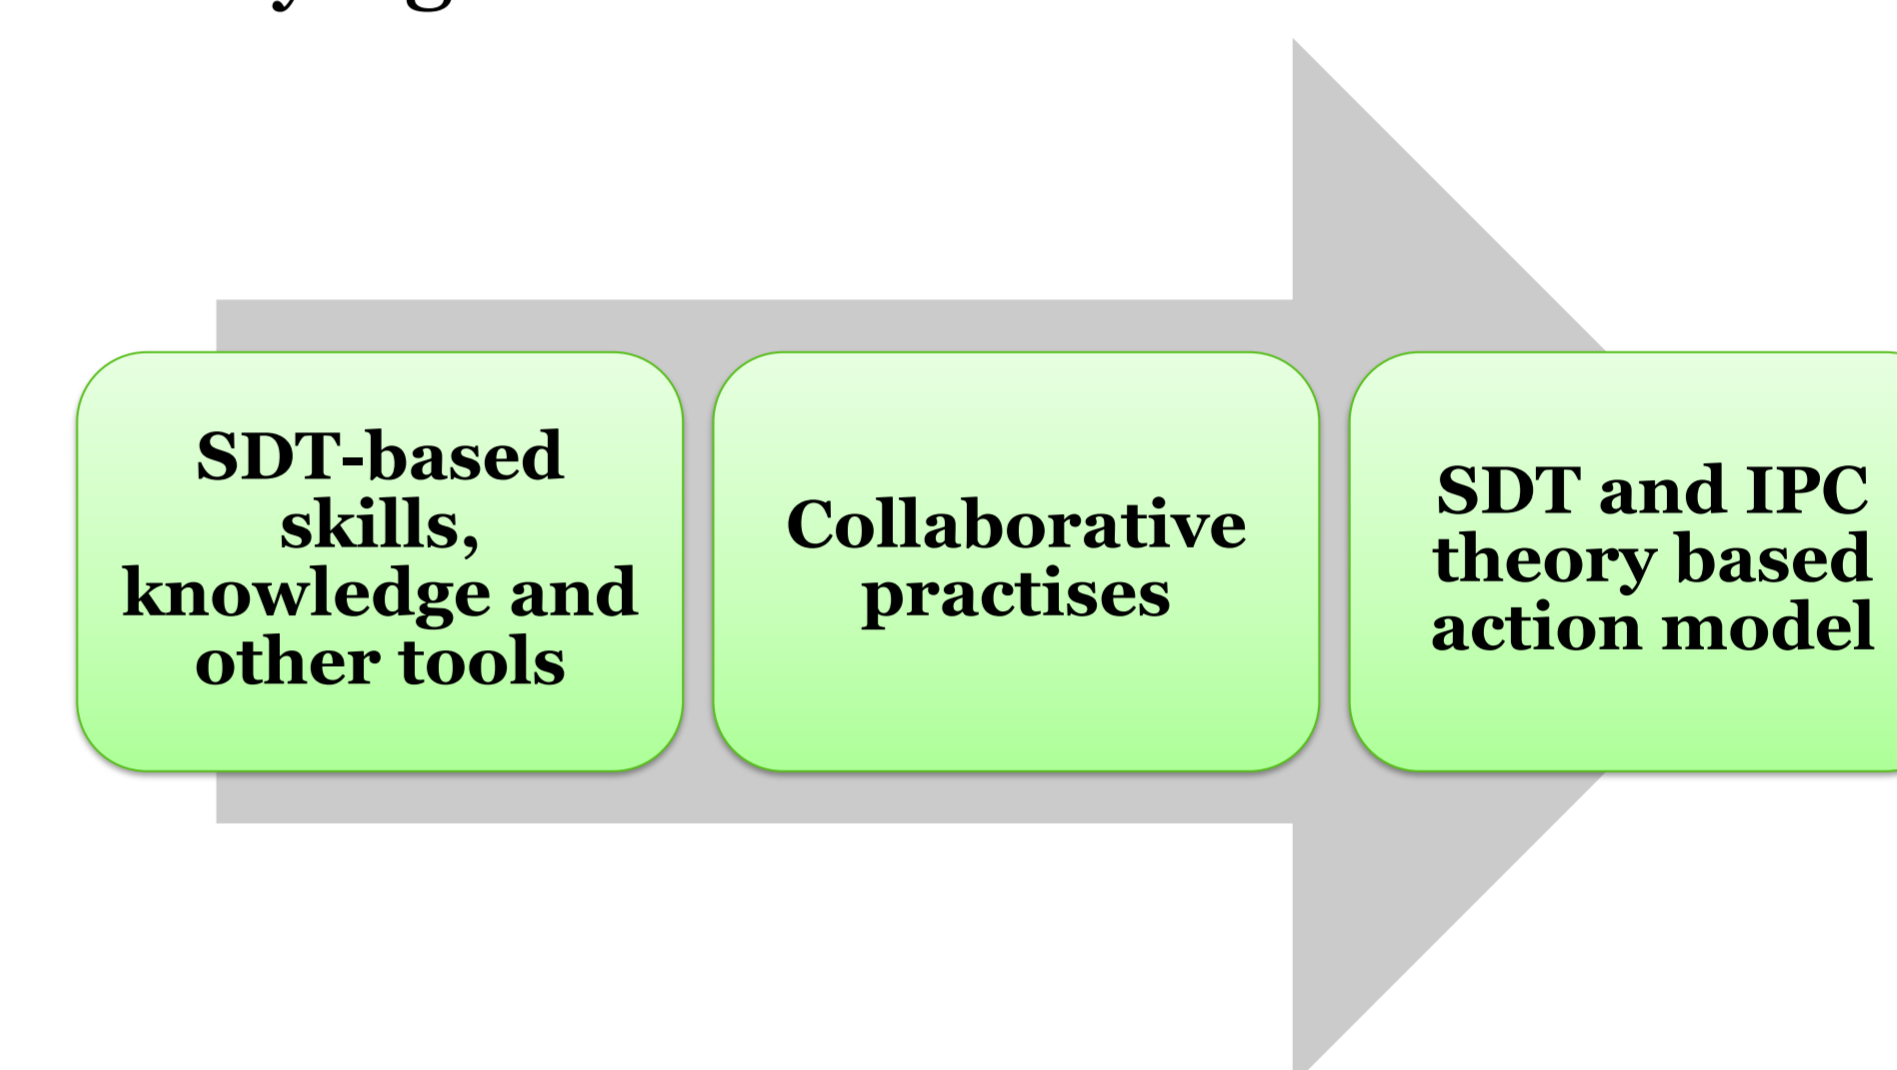 SDT-based
skills,
knowledge and
other tools
Collaborative
practises
SDT and IPC
theory based
action model